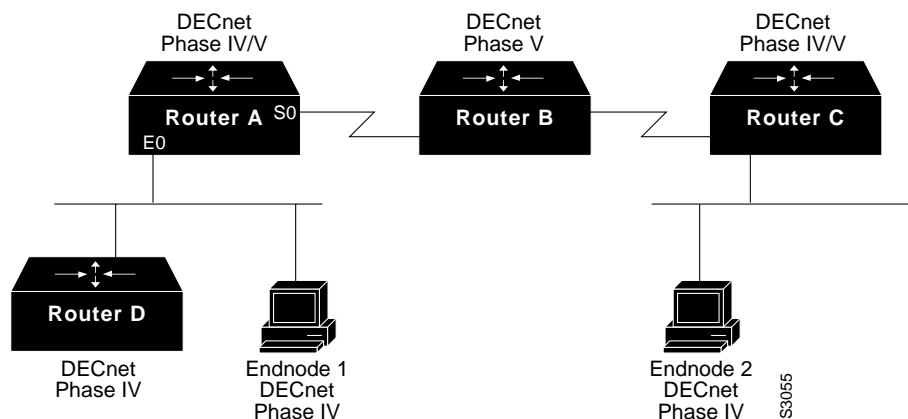 DECnet
Phase IV/V
DECnet
Phase V
DECnet
Phase IV/V
Router A
S0
E0
Router B
Router C
Router D
DECnet
Phase IV
Endnode 1
DECnet
Phase IV
Endnode 2
DECnet
Phase IV
S3055